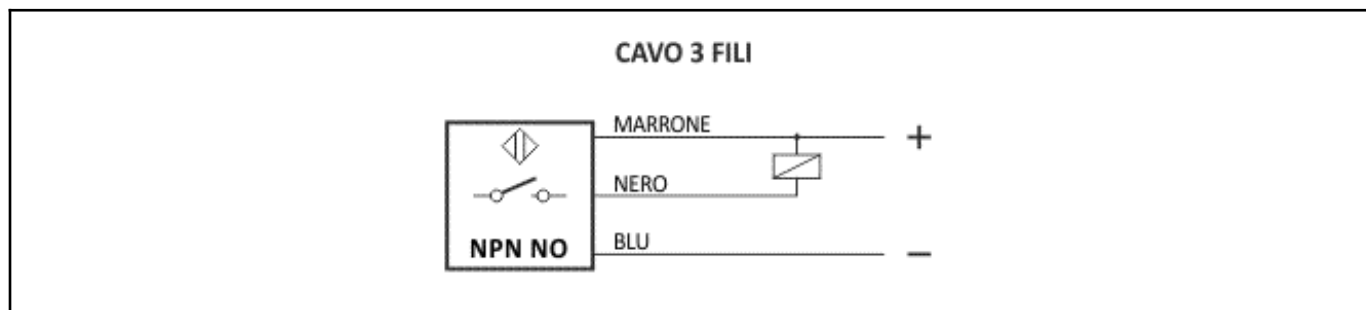 CAVO 3 FILI
MARRONE
+
NERO
NPN NO
BLU
−